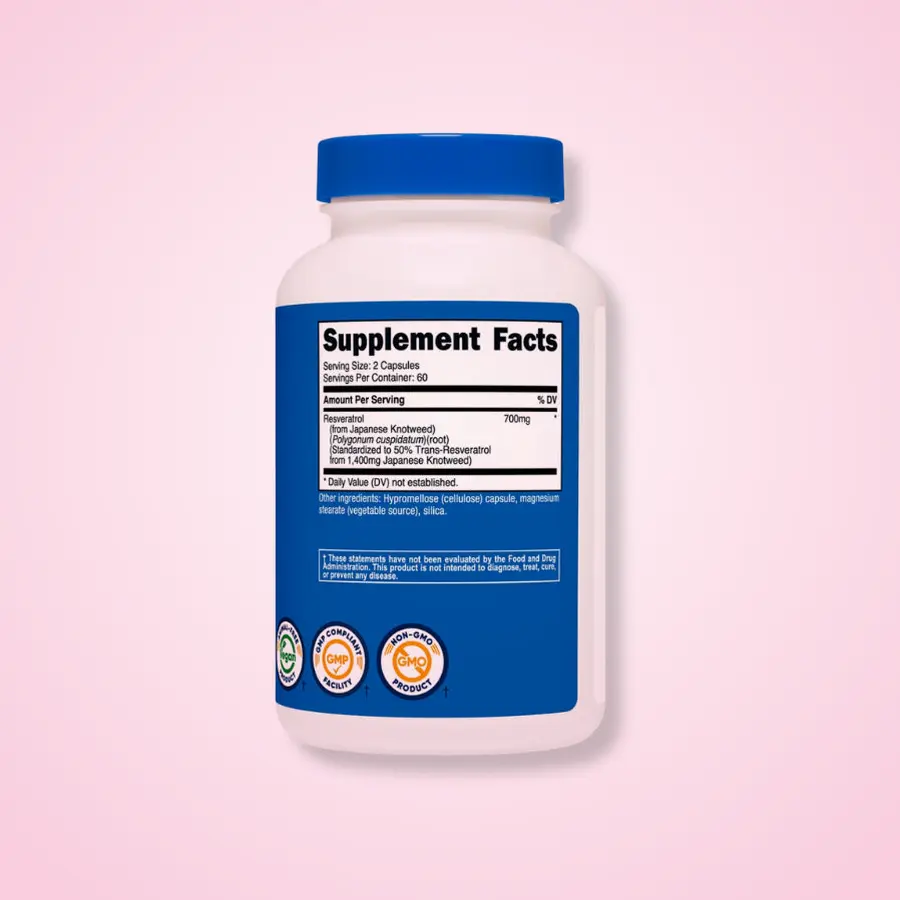 Supplement Facts
Serving Size: 2 Capsules
Servings Per Container: 60
Amount Per Serving % DV
Resveratrol 700mg *
(from Japanese Knotweed)
(Polygonum cuspidatum)(root)
(Standardized to 50% Trans-Resveratrol
from 1,400mg Japanese Knotweed)
* Daily Value (DV) not established.
Other ingredients: Hypromellose (cellulose) capsule, magnesium
stearate (vegetable source), silica.
† These statements have not been evaluated by the Food and Drug
Administration. This product is not intended to diagnose, treat, cure,
or prevent any disease.
vegan
PRODUCT
†
GMP COMPLIANT
GMP
FACILITY
†
NON-GMO
GMO
PRODUCT
†